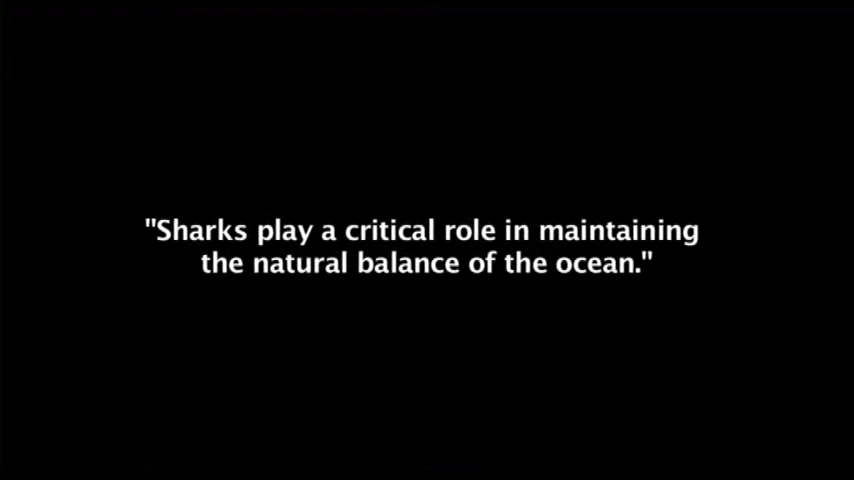 "Sharks play a critical role in maintaining
the natural balance of the ocean."